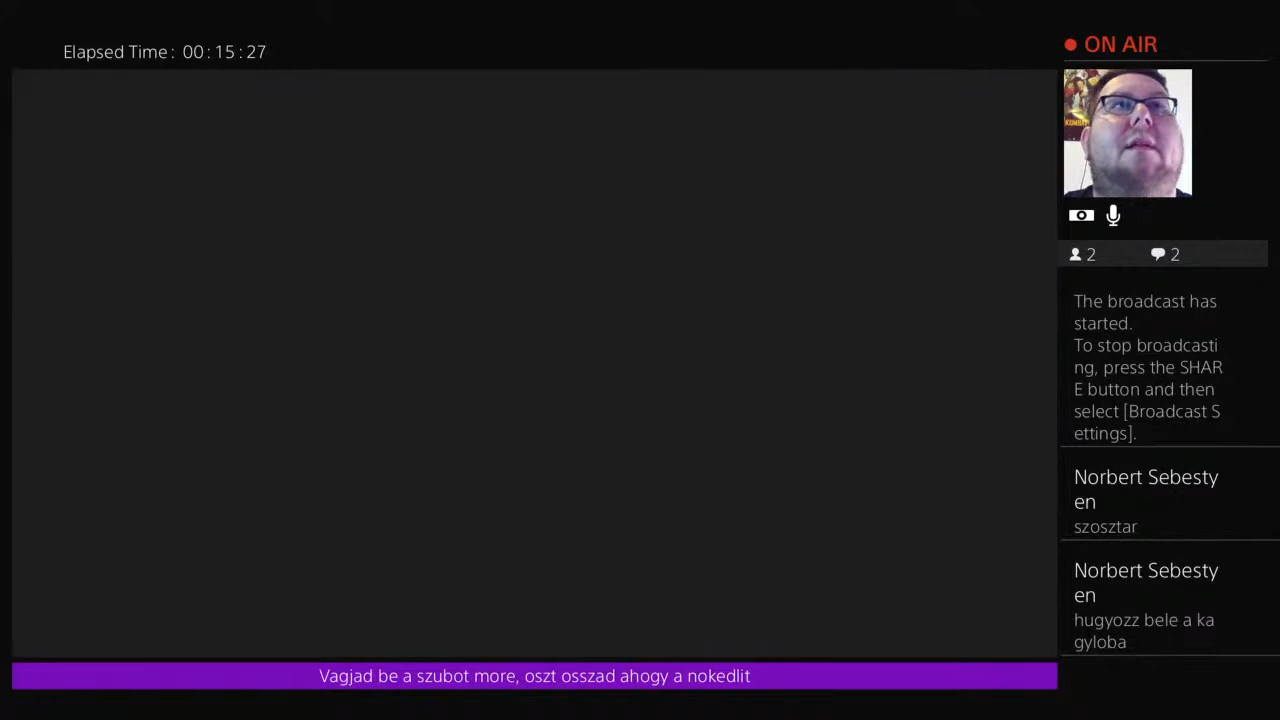 Elapsed Time: 00:15:27
ON AIR
KOMBAT
2 2
The broadcast has
started.
To stop broadcasti
ng, press the SHAR
E button and then
select [Broadcast S
ettings].
Norbert Sebesty
en
szosztar
Norbert Sebesty
en
hugyozz bele a ka
gyloba
Vagjad be a szubot more, oszt osszad ahogy a nokedlit